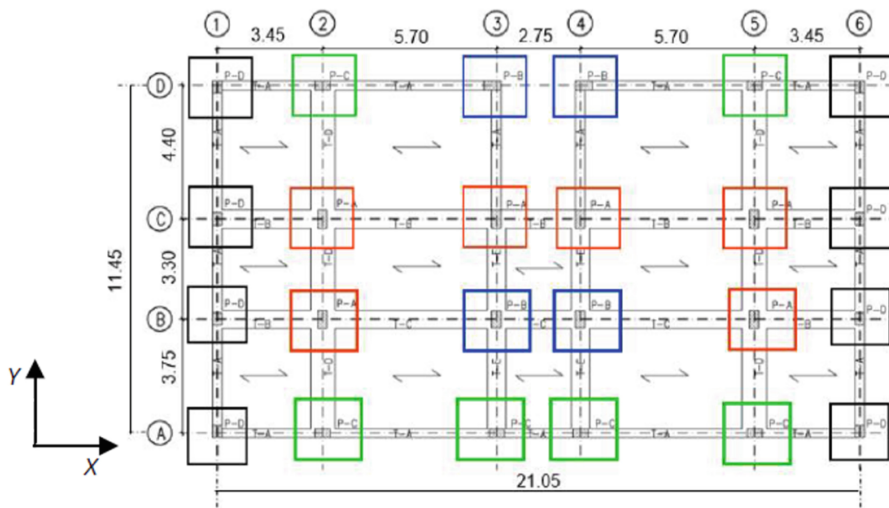 1 2 3 4 5 6
3.45 5.70 2.75 5.70 3.45
P-D P-C P-B P-B P-C P-D
D T-A T-A T-A T-A
4.40 T-A T-D T-A T-A T-D T-A
P-D P-A P-A P-A P-A P-D
C T-B T-B T-B T-B T-B
11.45
3.30 T-A T-D T-C T-C T-D T-A
P-D P-A P-B P-B P-A P-D
B T-B T-C -C T-C T-B
Y 3.75 T-A T-D T-C T-C T-D T-A
P-D P-C P-C P-C P-C P-D
A T-A T-A T-A T-A T-A
X
21.05